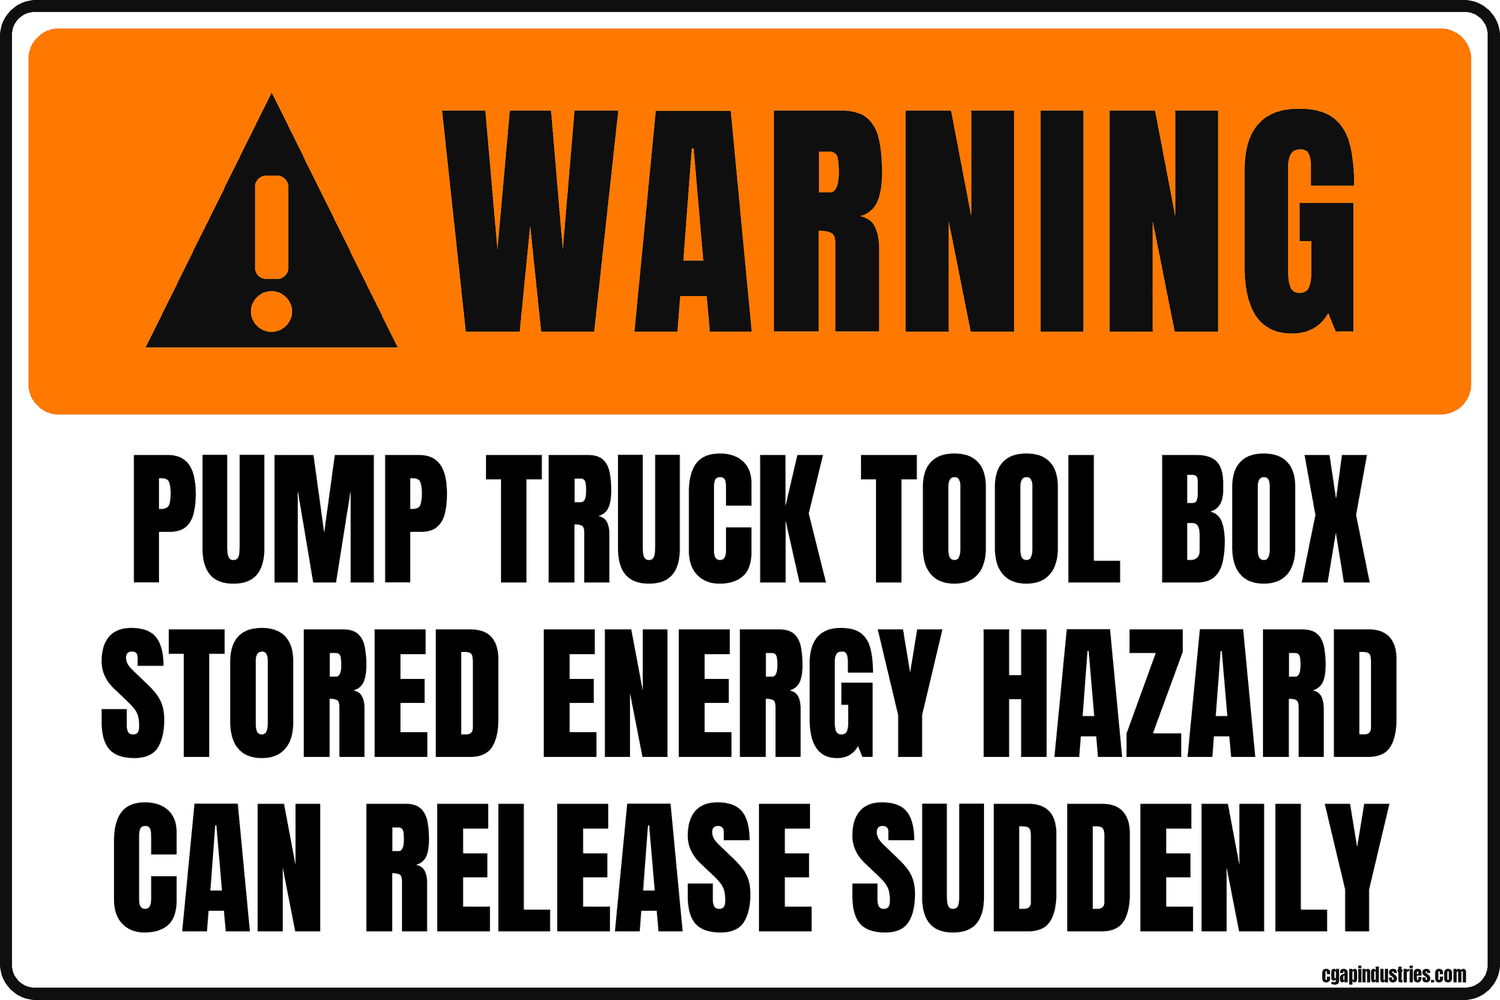 WARNING
PUMP TRUCK TOOL BOX
STORED ENERGY HAZARD
CAN RELEASE SUDDENLY
cgapindustries.com